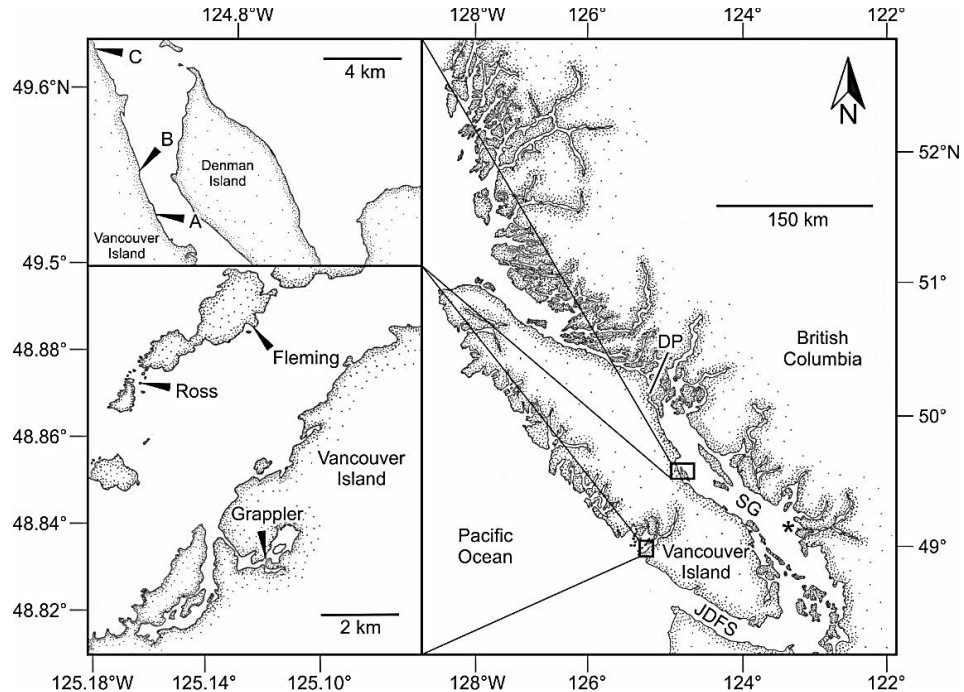 124.8°W
128°W
126°
124°
122°
49.6°N
C
4 km
B
Denman
Island
A
Vancouver
Island
49.5°
N
52°N
150 km
51°
British
Columbia
DP
50°
SG
*
49°
Pacific
Ocean
Vancouver
Island
JDFS
48.88°
Fleming
Ross
48.86°
Vancouver
Island
Grappler
48.84°
48.82°
2 km
125.18°W
125.14°
125.10°
128°W
126°
124°
122°